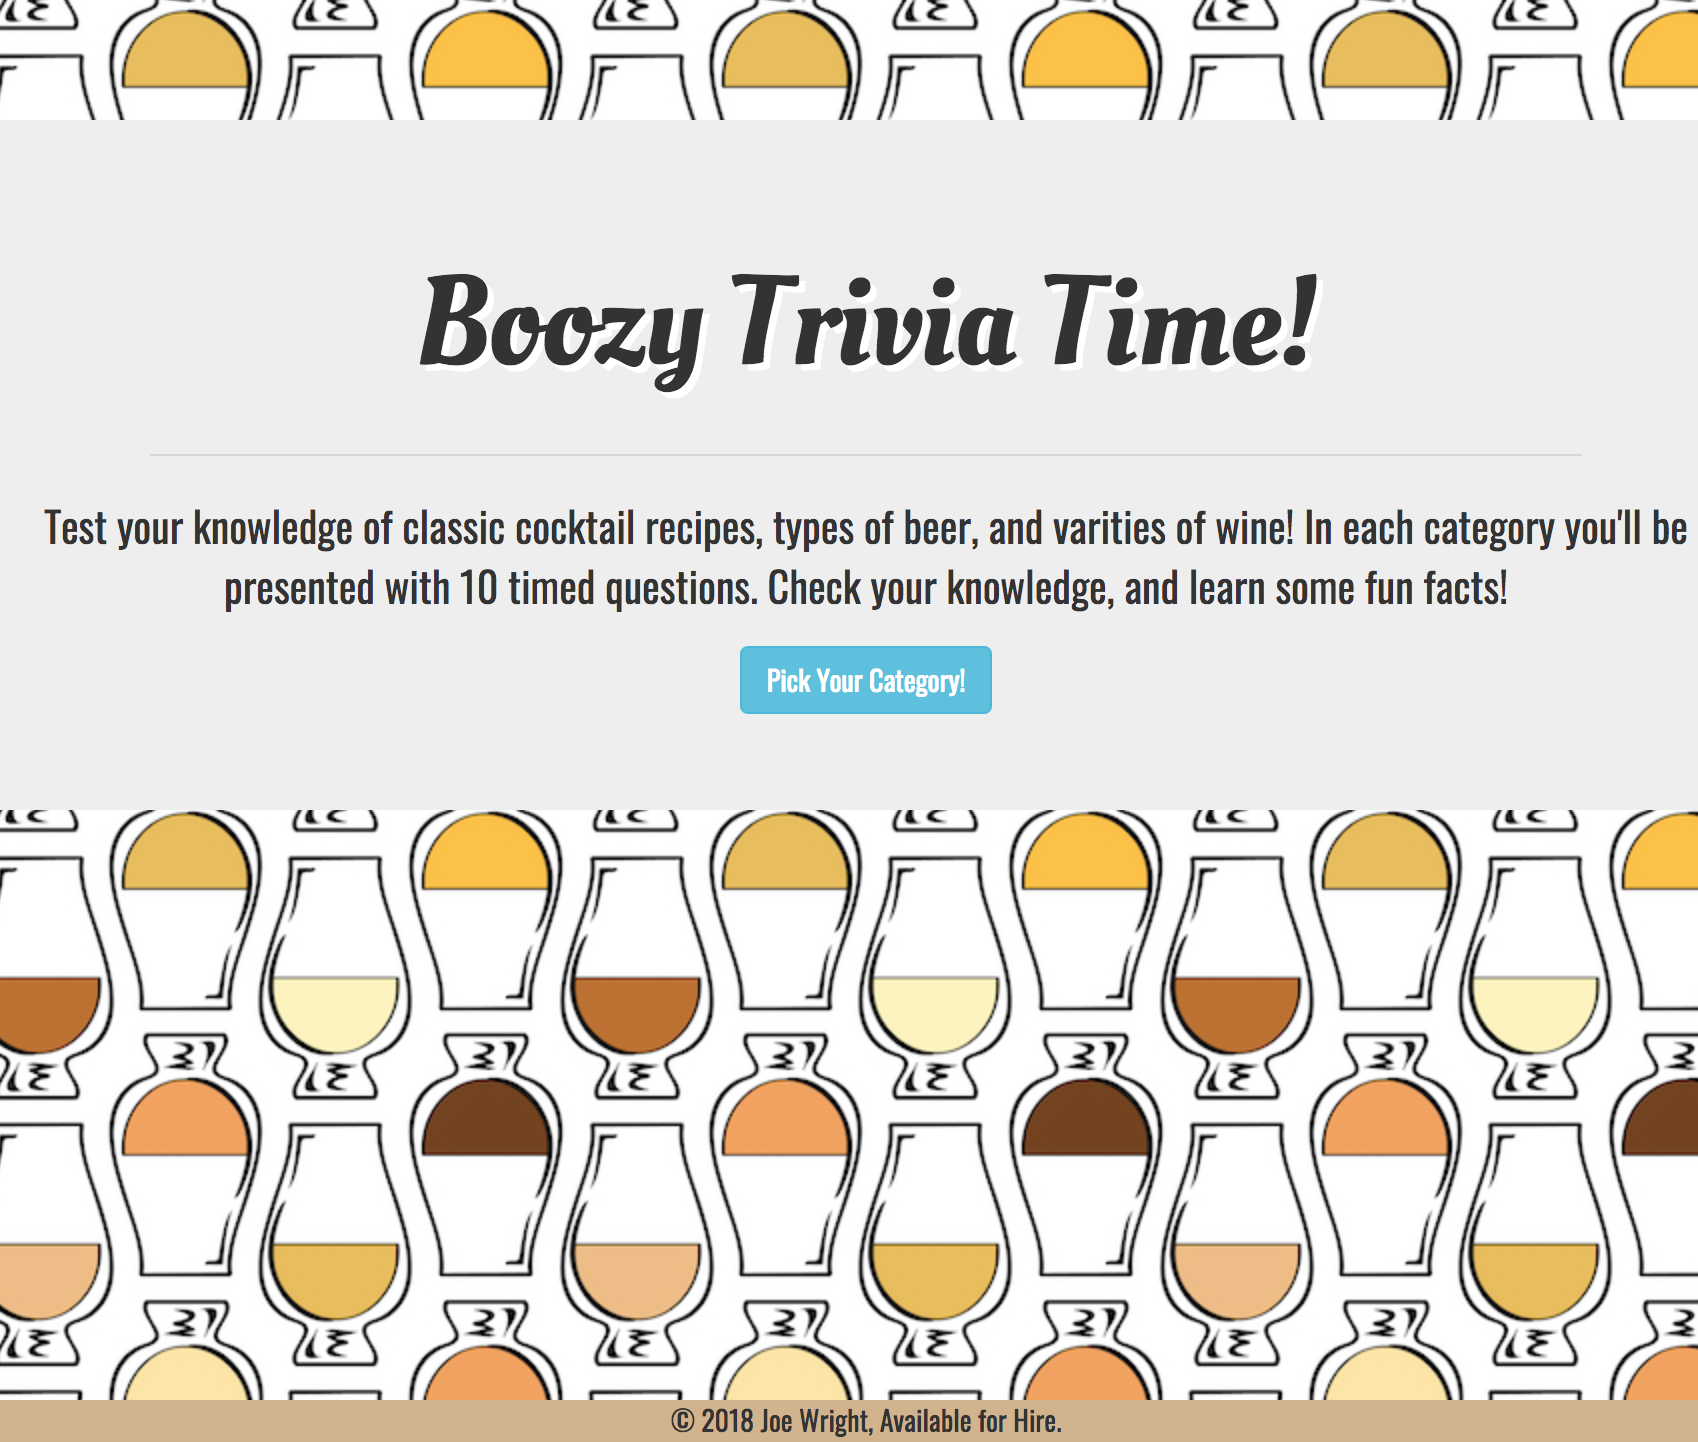 Boozy Trivia Time!
Test your knowledge of classic cocktail recipes, types of beer, and varities of wine! In each category you'll be
presented with 10 timed questions. Check your knowledge, and learn some fun facts!
Pick Your Category!
© 2018 Joe Wright, Available for Hire.